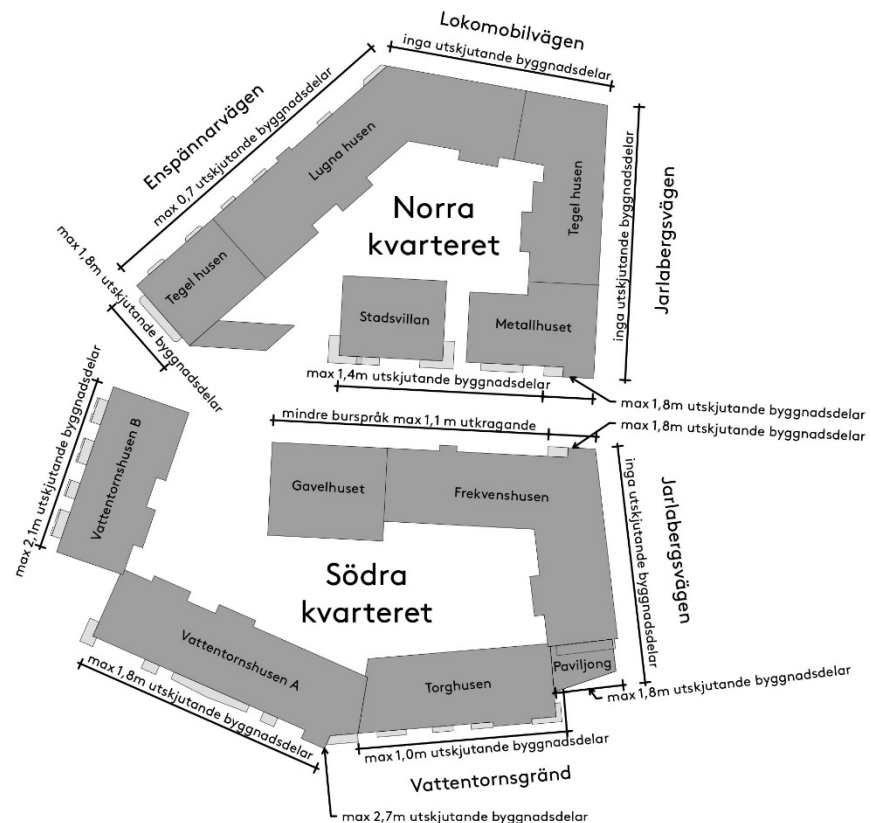 Lokomobilvägen
inga utskjutande byggnadsdelar
Enspännarvägen
max 0,7 utskjutande byggnadsdelar
Lugna husen
Tegel husen
inga utskjutande byggnadsdelar
Jarlabergsvägen
Norra
kvarteret
max 1,8m utskjutande byggnadsdelar
Tegel husen
Stadsvillan
Metallhuset
inga utskjutande byggnadsdelar
max 1,4m utskjutande byggnadsdelar
max 1,8m utskjutande byggnadsdelar
mindre burspråk max 1,1 m utkragande
max 1,8m utskjutande byggnadsdelar
max 2,1m utskjutande byggnadsdelar
Vattentornshusen B
Gavelhuset
Frekvenshusen
inga utskjutande byggnadsdelar
Jarlabergsvägen
Södra
kvarteret
Vattentornshusen A
max 1,8m utskjutande byggnadsdelar
Torghusen
Paviljong
max 1,8m utskjutande byggnadsdelar
max 1,0m utskjutande byggnadsdelar
Vattentornsgränd
max 2,7m utskjutande byggnadsdelar